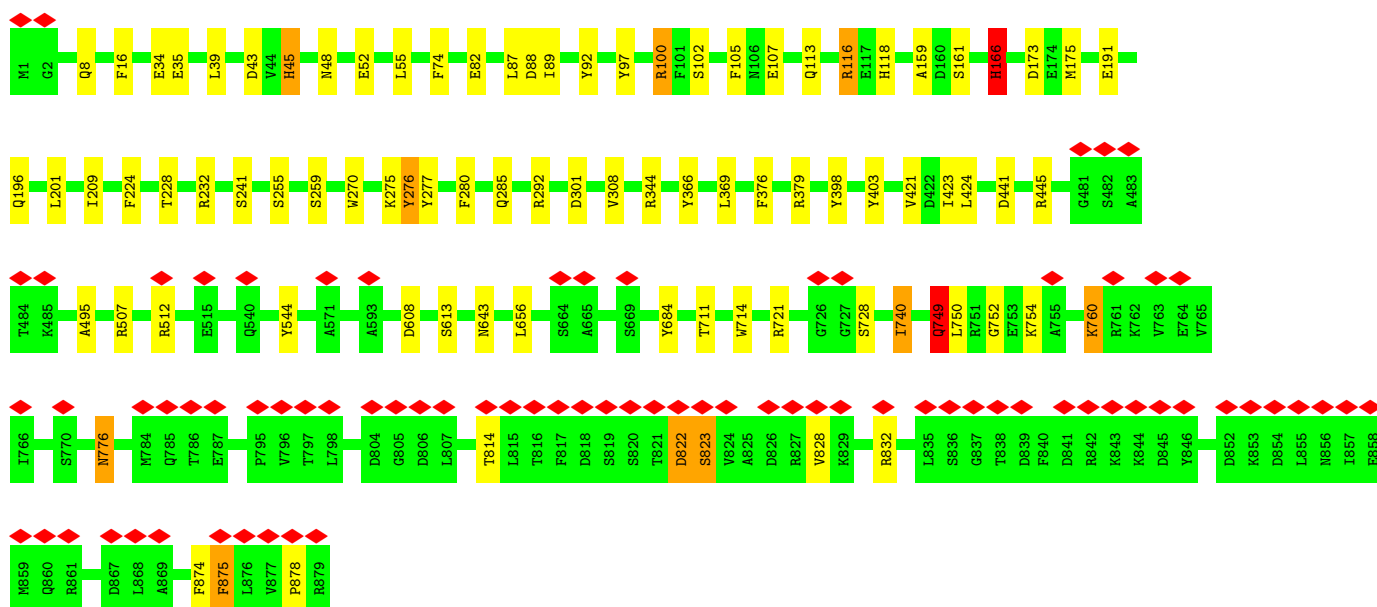 M1 G2 Q8 F16 E34 E35 L39 D43 V44 H45 N48 E52 L55 F74 E82 L87 D88 I89 Y92 Y97 R100 F101 S102 F105 N106 E107 Q113 R116 E117 H118 A159 D160 S161 H166 D173 E174 M175 E191
Q196 L201 I209 F224 T228 R232 S241 S255 S259 W270 K275 Y276 Y277 F280 Q285 R292 D301 V308 R344 Y366 L369 F376 R379 Y398 Y403 V421 D422 I423 L424 D441 R445 G481 S482 A483
T484 K485 A495 R507 R512 E515 Q540 Y544 A571 A593 D608 S613 N643 L656 S664 A665 S669 Y684 T711 W714 R721 G726 G727 S728 I740 Q749 L750 R751 G752 E753 K754 A755 K760 R761 K762 V763 E764 V765
I766 S770 N776 M784 Q785 T786 E787 P795 V796 T797 L798 D804 G805 D806 L807 T814 L815 T816 F817 D818 S819 S820 T821 D822 S823 V824 A825 D826 R827 V828 K829 R832 L835 S836 G837 T838 D839 F840 D841 R842 K843 K844 D845 Y846 D852 K853 D854 L855 N856 I857 E858
M859 Q860 R861 D867 L868 A869 F874 F875 L876 V877 P878 R879